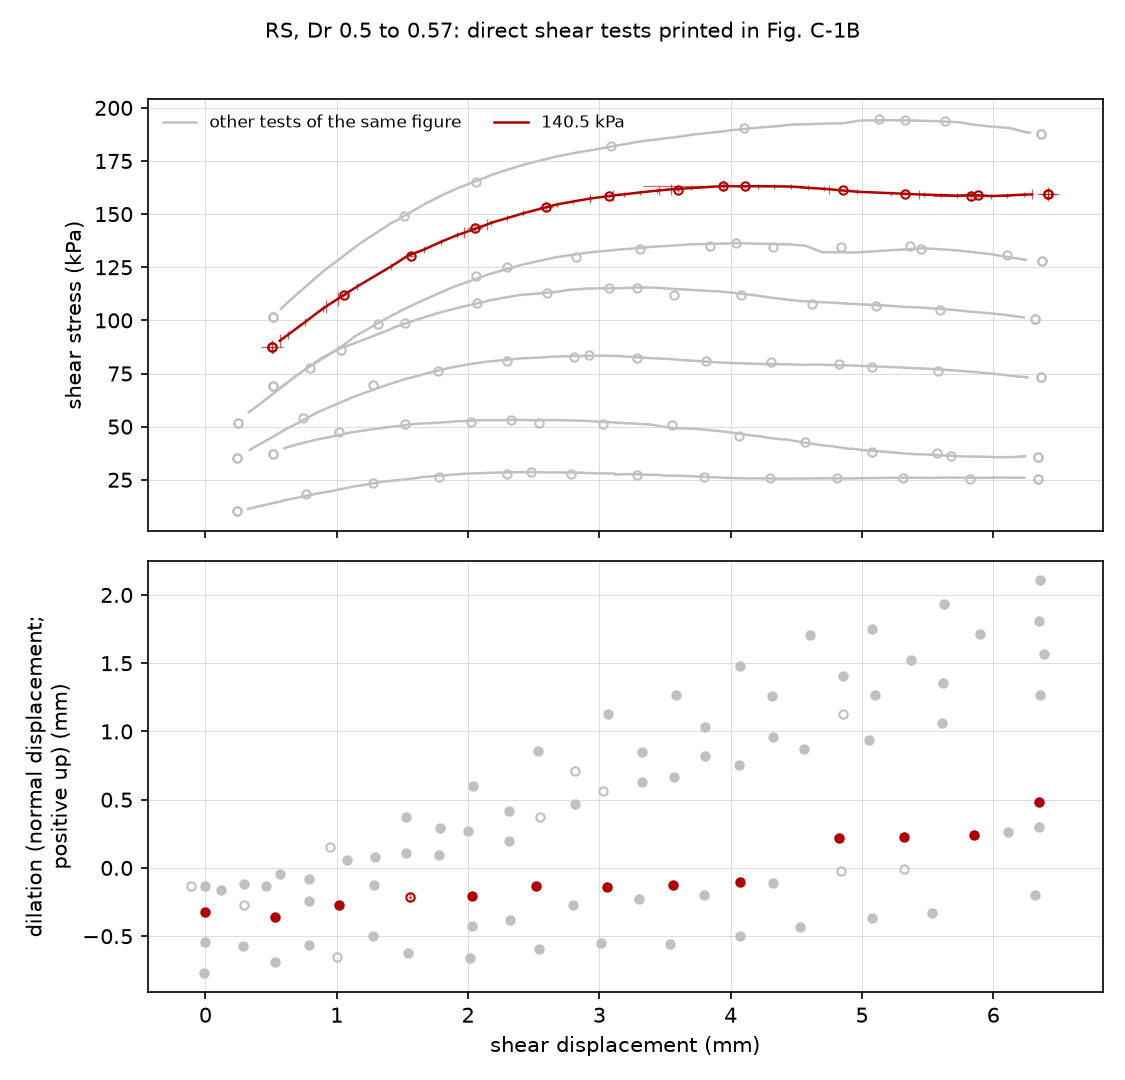 RS, Dr 0.5 to 0.57: direct shear tests printed in Fig. C-1B
other tests of the same figure
140.5 kPa
200
175
150
125
100
75
50
25
shear stress (kPa)
2.0
1.5
1.0
0.5
0.0
−0.5
dilation (normal displacement;
positive up) (mm)
0 1 2 3 4 5 6
shear displacement (mm)